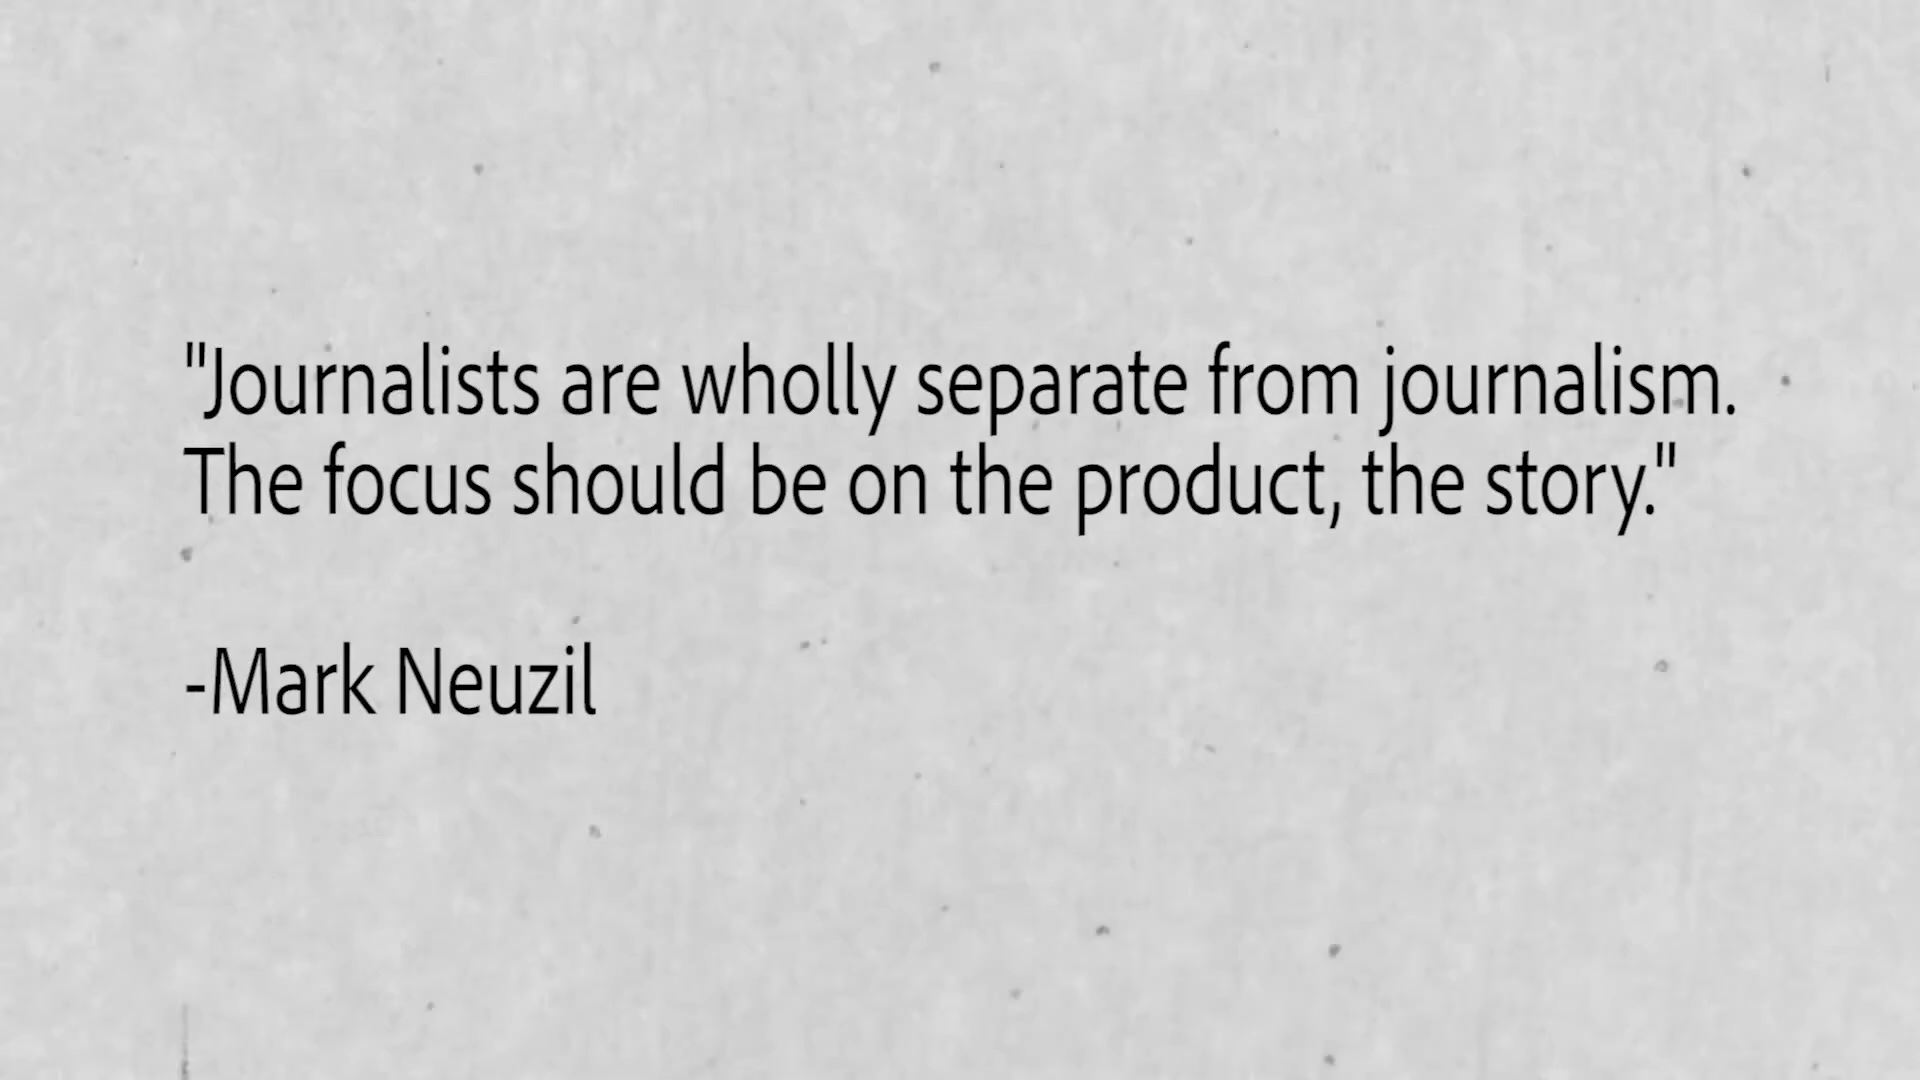 "Journalists are wholly separate from journalism.
The focus should be on the product, the story."
-Mark Neuzil